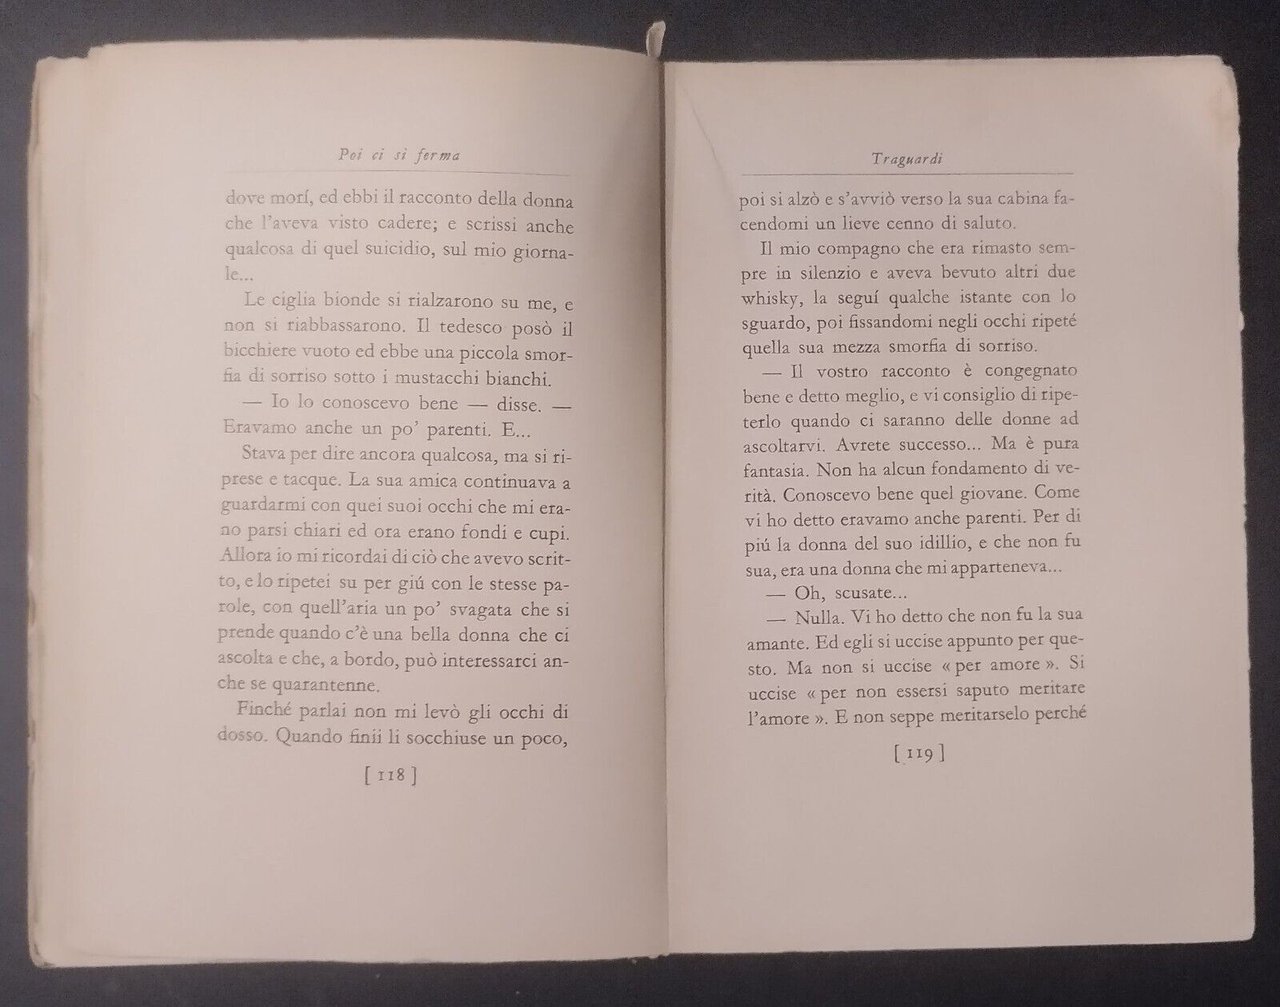 Poi ci si ferma
dove morí, ed ebbi il racconto della donna
che l'aveva visto cadere; e scrissi anche
qualcosa di quel suicidio, sul mio giorna-
le...
Le ciglia bionde si rialzarono su me, e
non si riabbassarono. Il tedesco posò il
bicchiere vuoto ed ebbe una piccola smor-
fia di sorriso sotto i mustacchi bianchi.
— Io lo conoscevo bene — disse. —
Eravamo anche un po' parenti. E...
Stava per dire ancora qualcosa, ma si ri-
prese e tacque. La sua amica continuava a
guardarmi con quei suoi occhi che mi era-
no parsi chiari ed ora erano fondi e cupi.
Allora io mi ricordai di ciò che avevo scrit-
to, e lo ripetei su per giú con le stesse pa-
role, con quell'aria un po' svagata che si
prende quando c'è una bella donna che ci
ascolta e che, a bordo, può interessarci an-
che se quarantenne.
Finché parlai non mi levò gli occhi di
dosso. Quando finii li socchiuse un poco,
[ 118 ]
Traguardi
poi si alzò e s'avviò verso la sua cabina fa-
cendomi un lieve cenno di saluto.
Il mio compagno che era rimasto sem-
pre in silenzio e aveva bevuto altri due
whisky, la seguí qualche istante con lo
sguardo, poi fissandomi negli occhi ripeté
quella sua mezza smorfia di sorriso.
— Il vostro racconto è congegnato
bene e detto meglio, e vi consiglio di ripe-
terlo quando ci saranno delle donne ad
ascoltarvi. Avrete successo... Ma è pura
fantasia. Non ha alcun fondamento di ve-
rità. Conoscevo bene quel giovane. Come
vi ho detto eravamo anche parenti. Per di
piú la donna del suo idillio, e che non fu
sua, era una donna che mi apparteneva...
— Oh, scusate...
— Nulla. Vi ho detto che non fu la sua
amante. Ed egli si uccise appunto per que-
sto. Ma non si uccise « per amore ». Si
uccise « per non essersi saputo meritare
l'amore ». E non seppe meritarselo perché
[ 119 ]